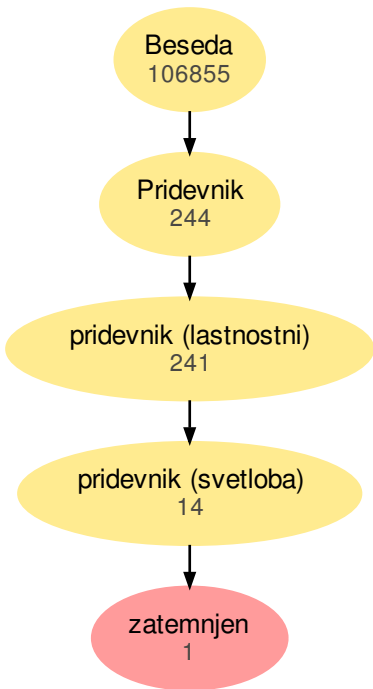 Beseda
106855
Pridevnik
244
pridevnik (lastnostni)
241
pridevnik (svetloba)
14
zatemnjen
1